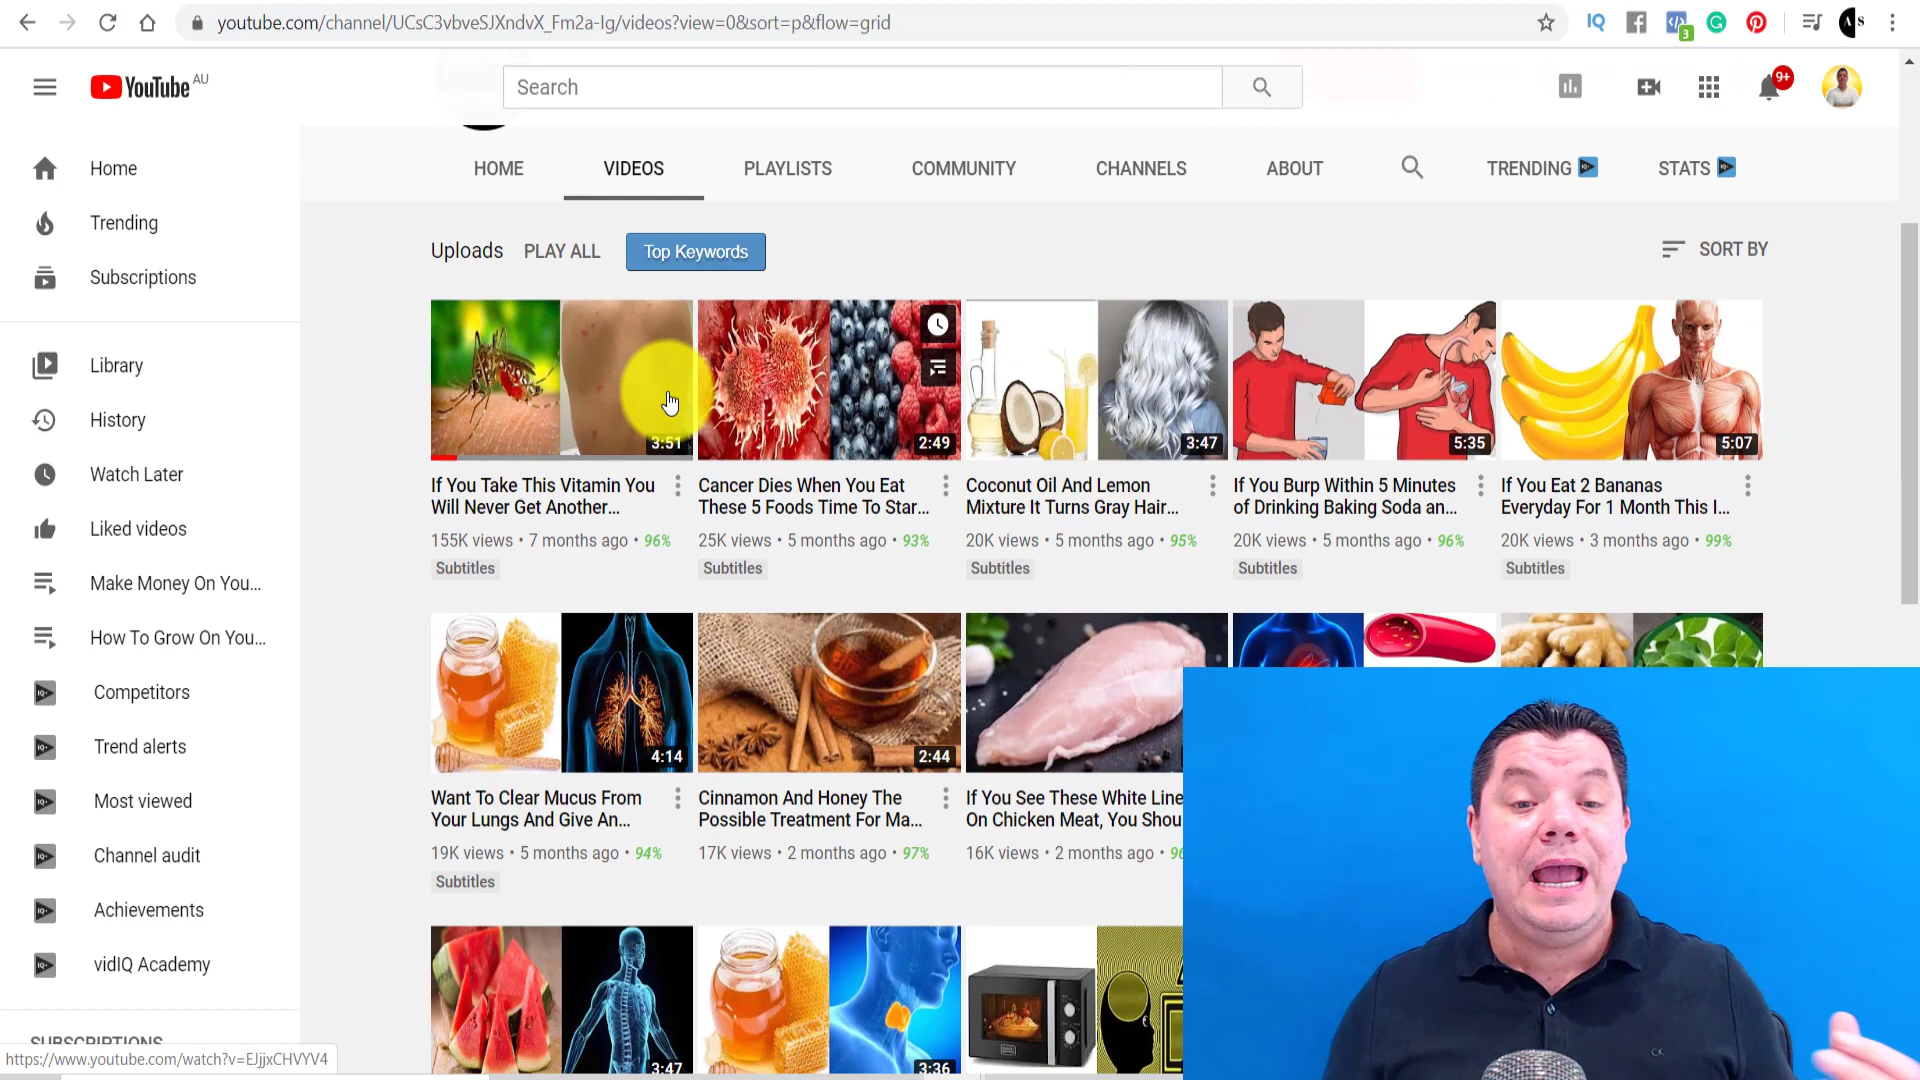 youtube.com/channel/UCsC3vbveSJXndvX_Fm2a-Ig/videos?view=0&sort=p&flow=grid
IQ
3
A S
YouTube AU
Search
9+
Home
Trending
Subscriptions
Library
History
Watch Later
Liked videos
Make Money On You...
How To Grow On You...
Competitors
Trend alerts
Most viewed
Channel audit
Achievements
vidIQ Academy
SUBSCRIPTIONS
https://www.youtube.com/watch?v=EJjjxCHVYV4
HOME VIDEOS PLAYLISTS COMMUNITY CHANNELS ABOUT TRENDING STATS
Uploads PLAY ALL Top Keywords SORT BY
3:51
If You Take This Vitamin You
Will Never Get Another...
155K views • 7 months ago • 96%
Subtitles
2:49
Cancer Dies When You Eat
These 5 Foods Time To Star...
25K views • 5 months ago • 93%
Subtitles
3:47
Coconut Oil And Lemon
Mixture It Turns Gray Hair...
20K views • 5 months ago • 95%
Subtitles
5:35
If You Burp Within 5 Minutes
of Drinking Baking Soda an...
20K views • 5 months ago • 96%
Subtitles
5:07
If You Eat 2 Bananas
Everyday For 1 Month This I...
20K views • 3 months ago • 99%
Subtitles
4:14
Want To Clear Mucus From
Your Lungs And Give An...
19K views • 5 months ago • 94%
Subtitles
2:44
Cinnamon And Honey The
Possible Treatment For Ma...
17K views • 2 months ago • 97%
If You See These White Line
On Chicken Meat, You Shou
16K views • 2 months ago •
3:47
3:36
CK